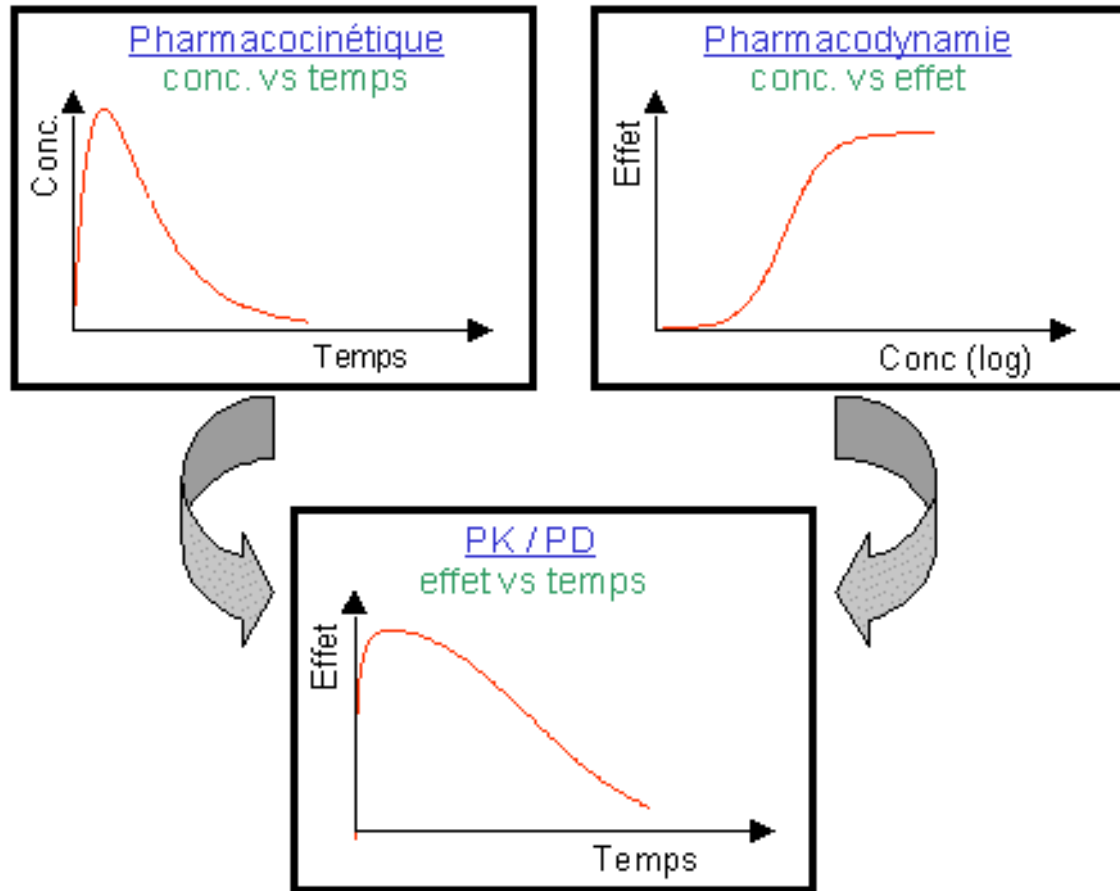 Pharmacocinétique
conc. vs temps
Conc.
Temps
Pharmacodynamie
conc. vs effet
Effet
Conc (log)
PK / PD
effet vs temps
Effet
Temps